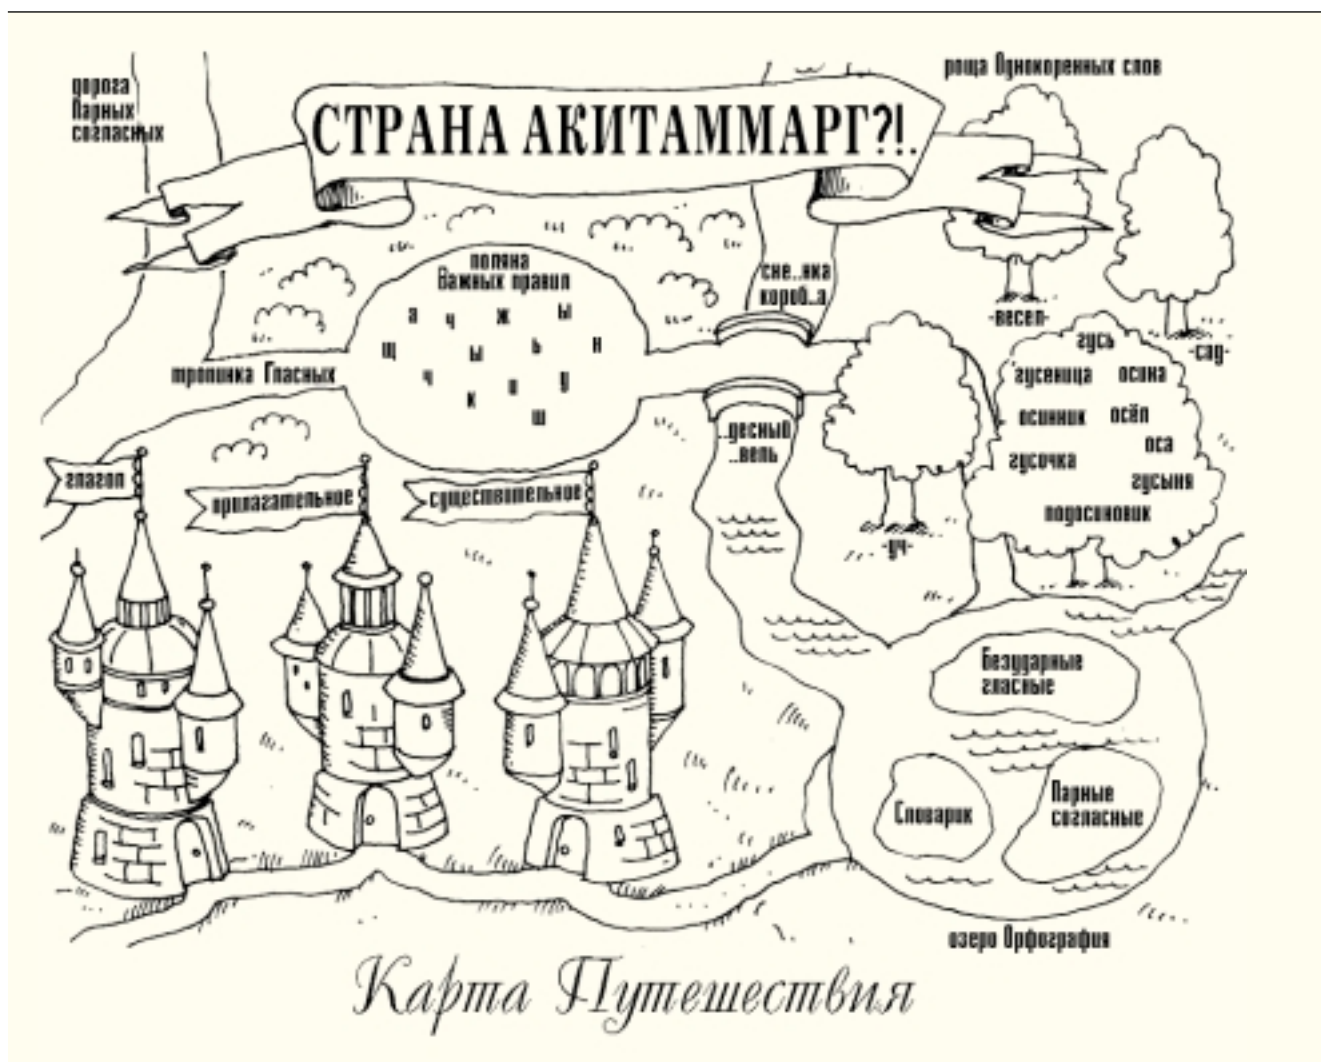 роща Однокоренных слов
дорога
Парных
согласных
СТРАНА АКИТАММАРГ?!.
поляна
Важных правил
сне..нка
короб..а
а ч ж ы
щ ы ь н
ч к и у
ш
-весел-
-сад-
тропинка Гласных
гусь
гусеница осина
осинник осёл
оса
гусочка
гусыня
подосиновик
..десный
..вель
глагол
прилагательное
существительное
-уч-
Безударные
гласные
Словарик
Парные
согласные
озеро Орфография
Карта Путешествия